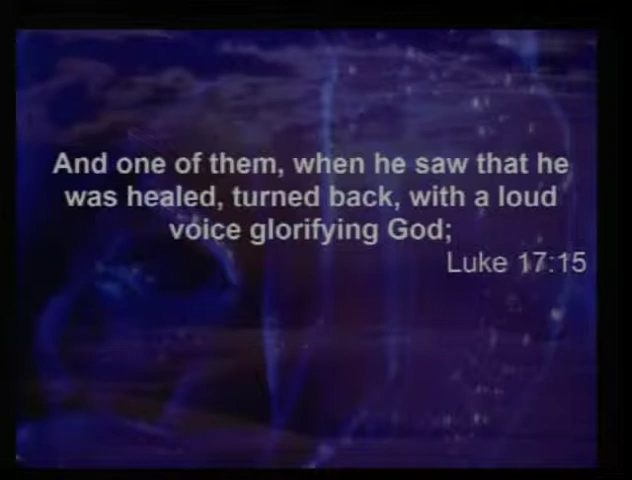 And one of them, when he saw that he
was healed, turned back, with a loud
voice glorifying God;
Luke 17:15